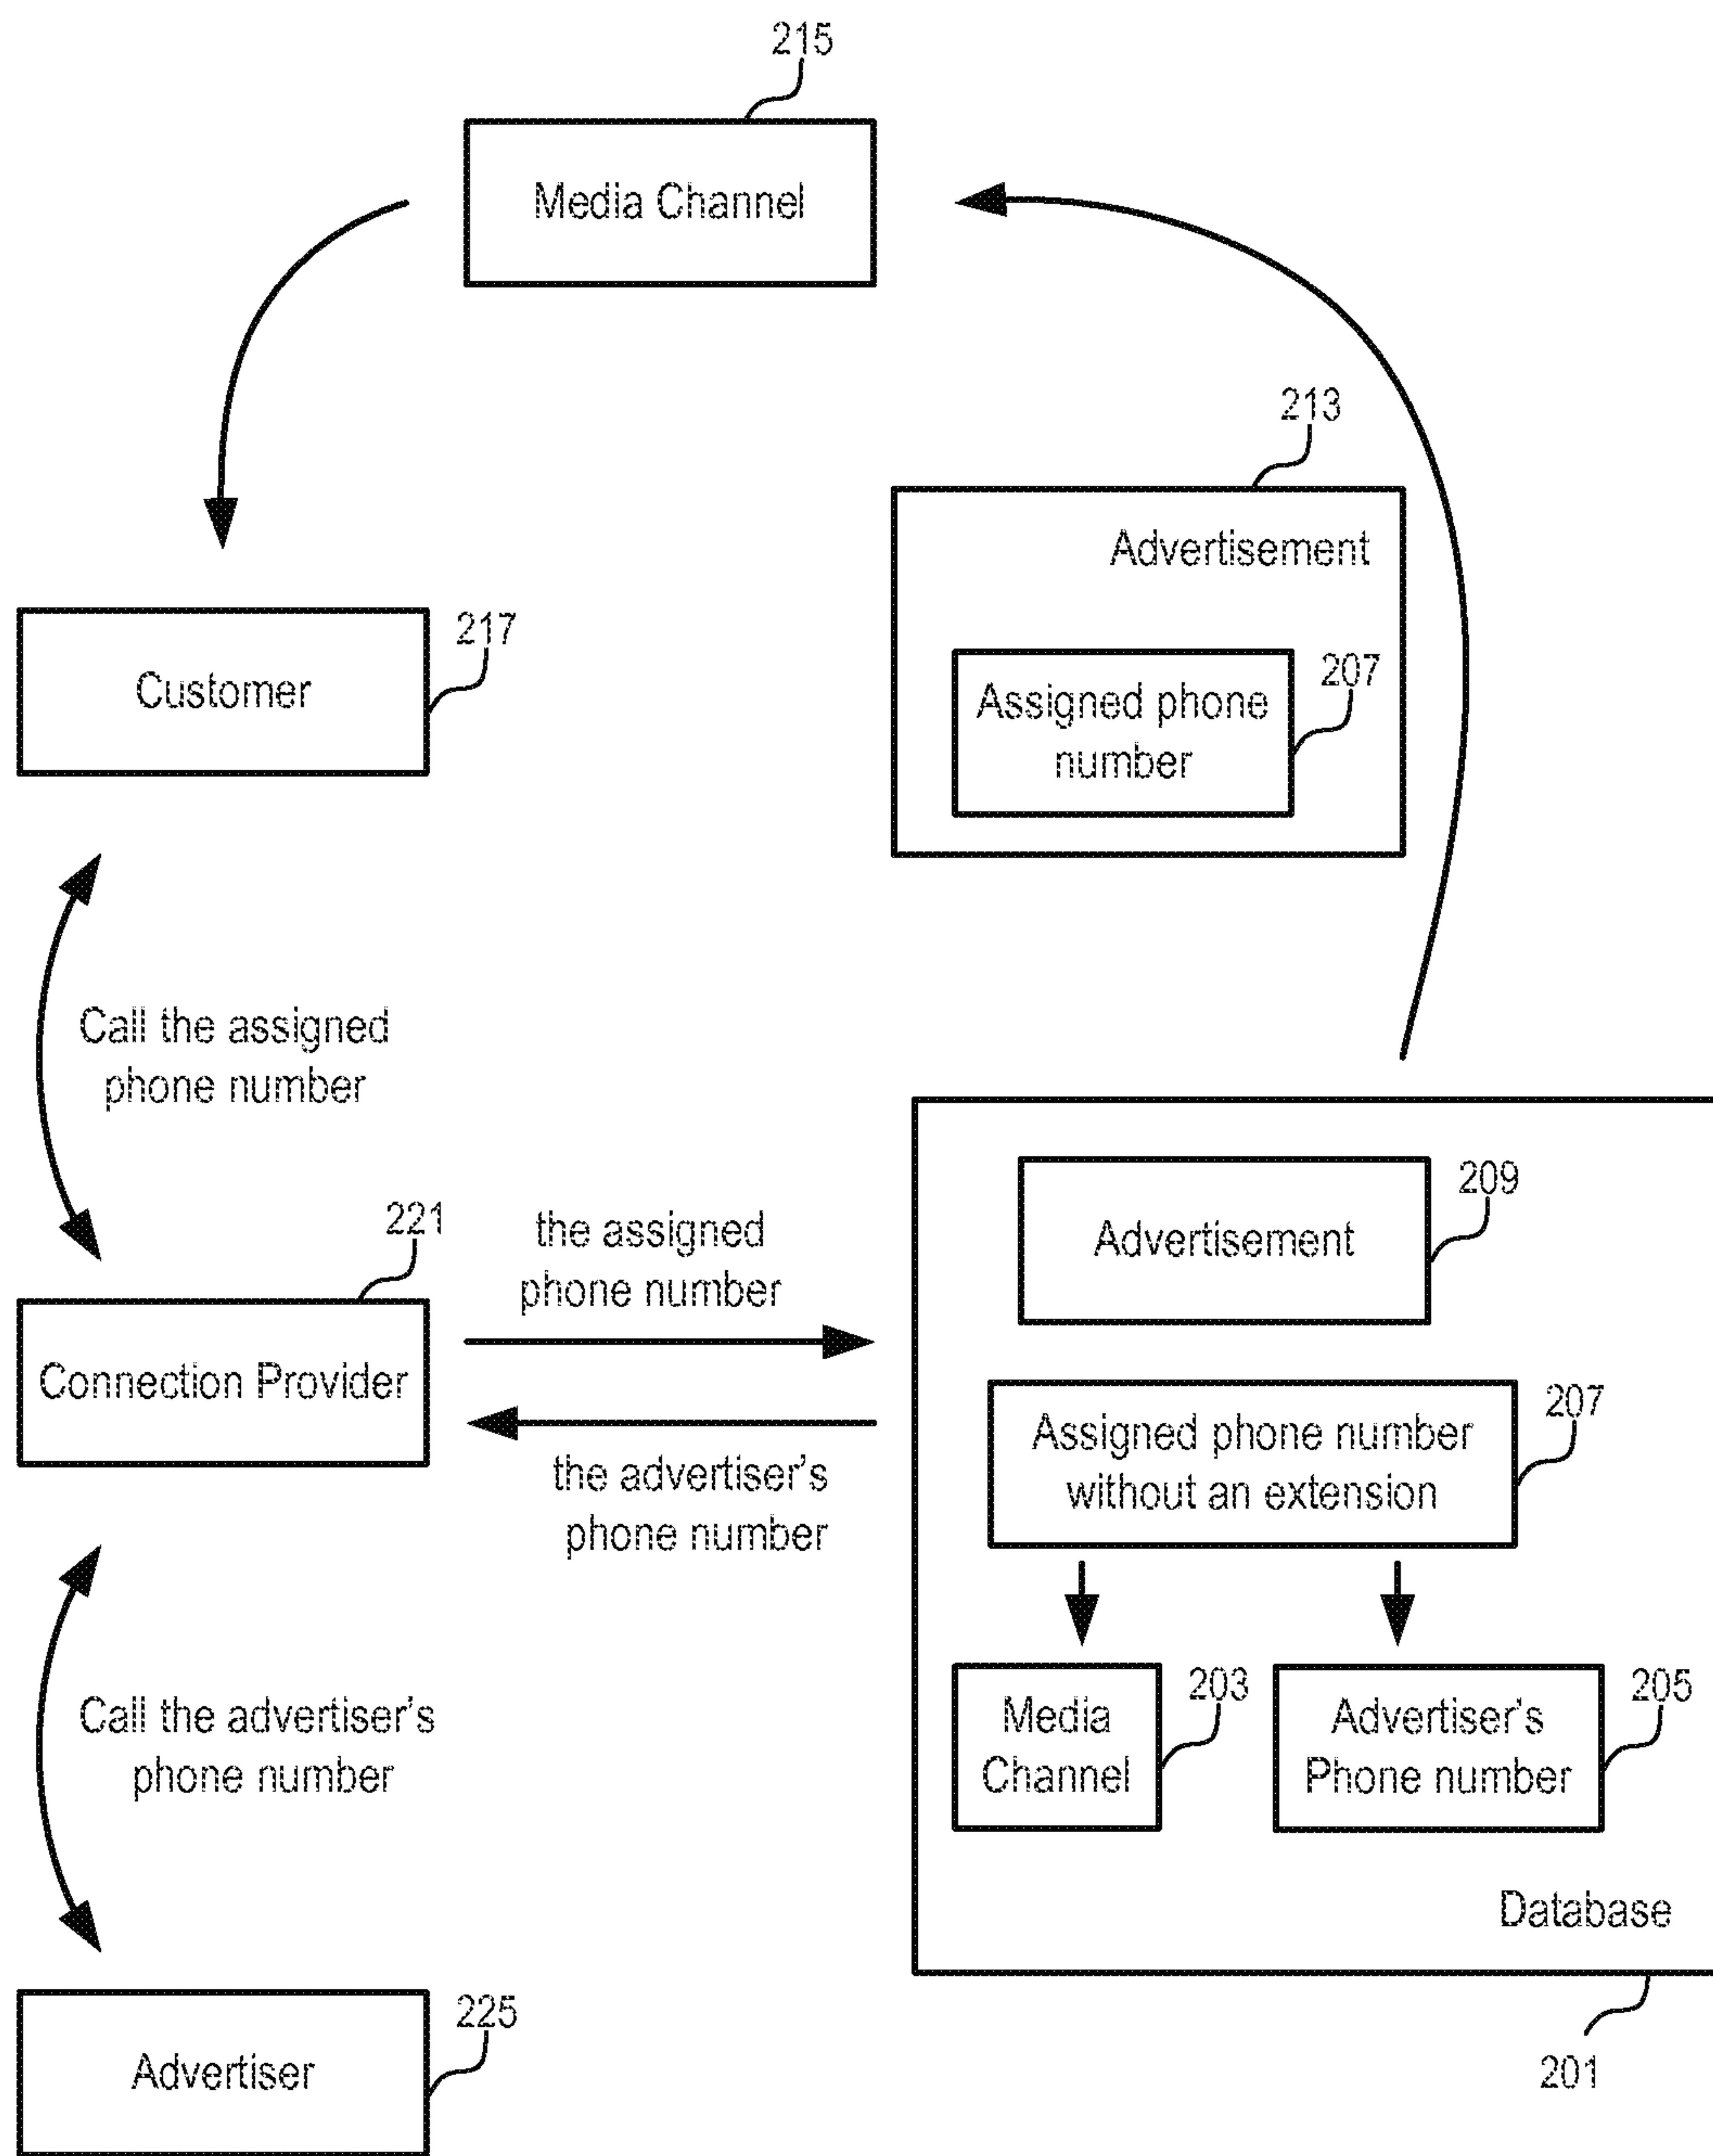 215
Media Channel
213
Advertisement
207
Assigned phone
number
217
Customer
Call the assigned
phone number
221
Connection Provider
the assigned
phone number
the advertiser's
phone number
209
Advertisement
207
Assigned phone number
without an extension
203
Media
Channel
205
Advertiser's
Phone number
Database
201
Call the advertiser's
phone number
225
Advertiser